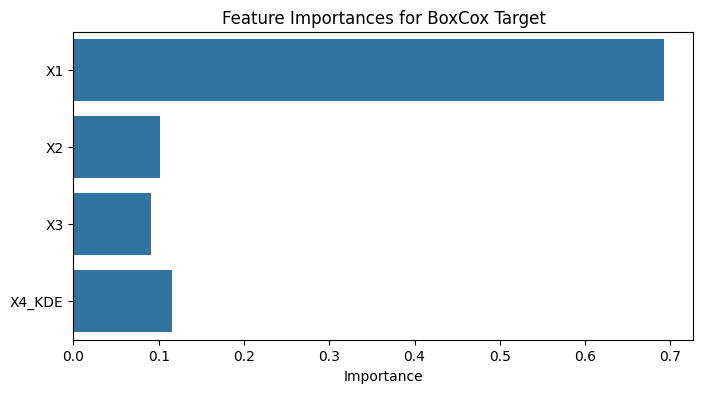 Feature Importances for BoxCox Target
X1
X2
X3
X4_KDE
0.0 0.1 0.2 0.3 0.4 0.5 0.6 0.7
Importance